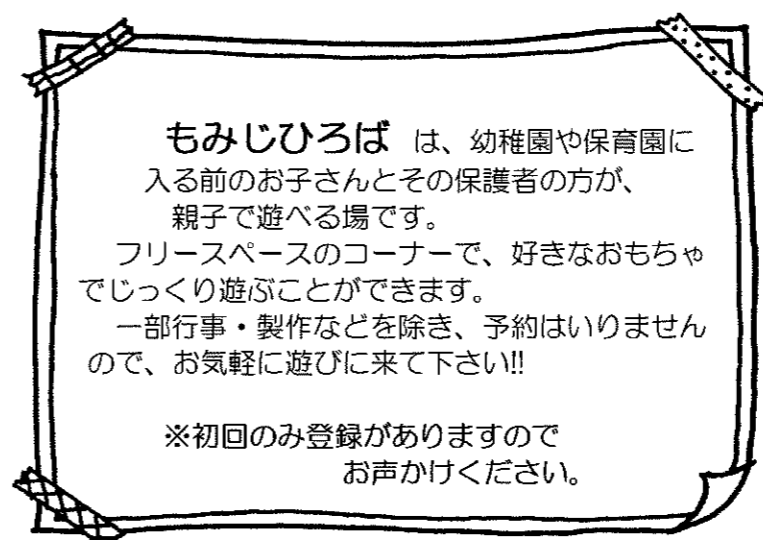 もみじひろば は、幼稚園や保育園に
入る前のお子さんとその保護者の方が、
親子で遊べる場です。
フリースペースのコーナーで、好きなおもちゃ
でじっくり遊ぶことができます。
一部行事・製作などを除き、予約はいりません
ので、お気軽に遊びに来て下さい!!
※初回のみ登録がありますので
お声かけください。